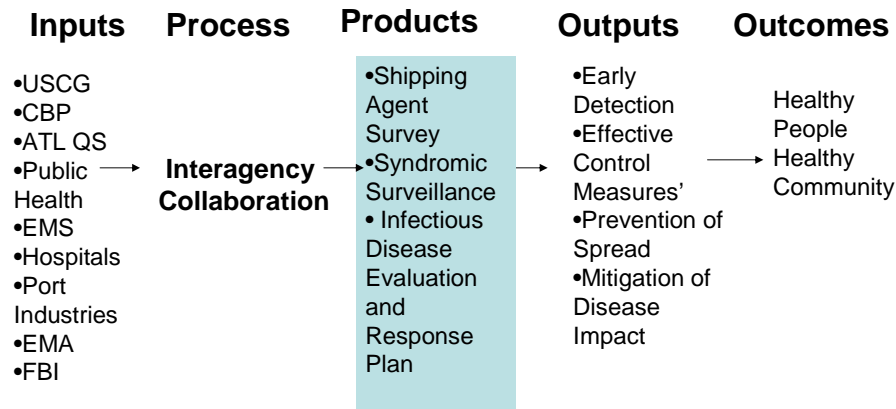 Inputs
Process
Products
Outputs
Outcomes
•USCG
•CBP
•ATL QS
•Public
Health
•EMS
•Hospitals
•Port
Industries
•EMA
•FBI
Interagency
Collaboration
•Shipping
Agent
Survey
•Syndromic
Surveillance
• Infectious
Disease
Evaluation
and
Response
Plan
•Early
Detection
•Effective
Control
Measures’
•Prevention of
Spread
•Mitigation of
Disease
Impact
Healthy
People
Healthy
Community